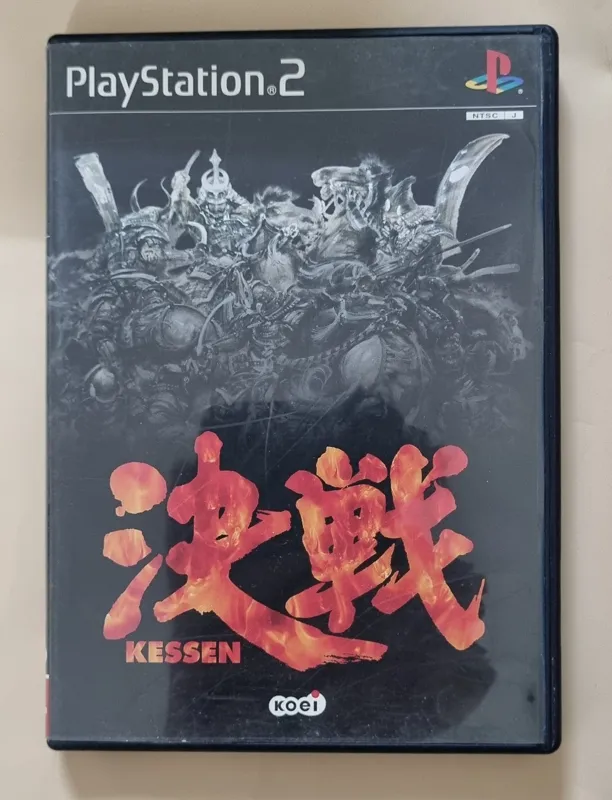 PlayStation®2
NTSC J
決戦
KESSEN
KOEI